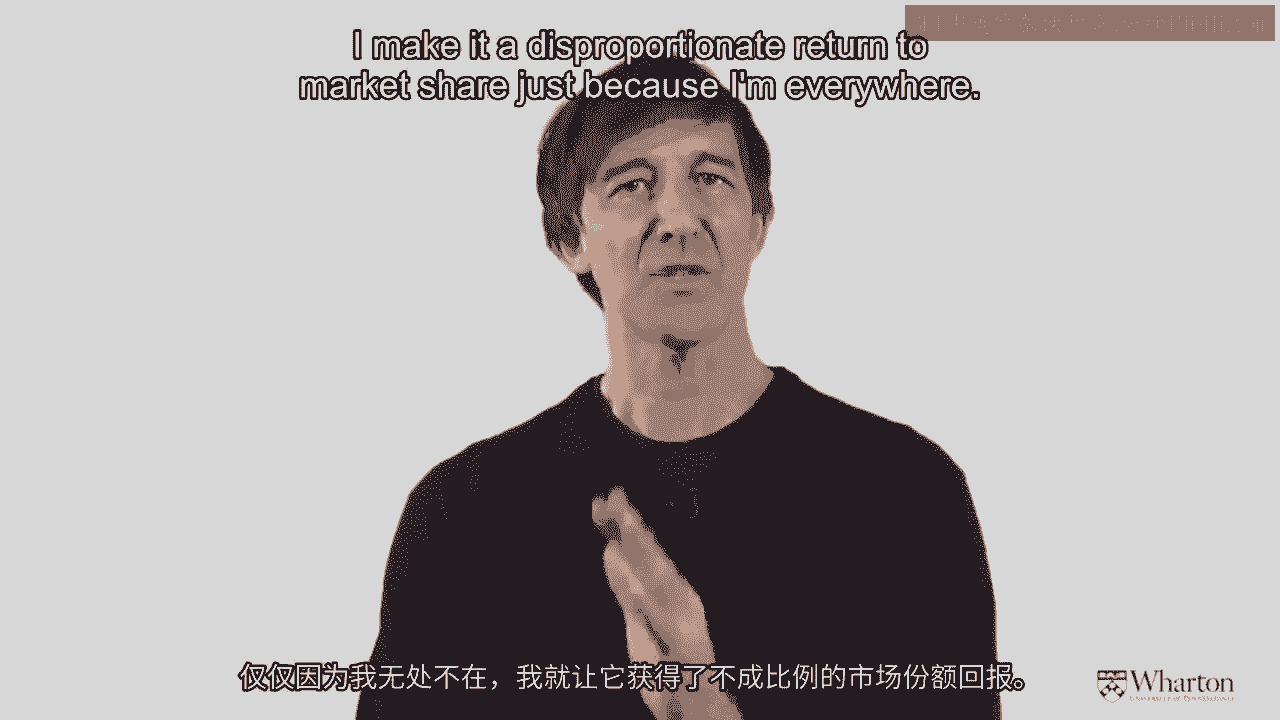 I make it a disproportionate return to
market share just because I'm everywhere.
仅仅因为我无处不在，我就让它获得了不成比例的市场份额回报。
Wharton